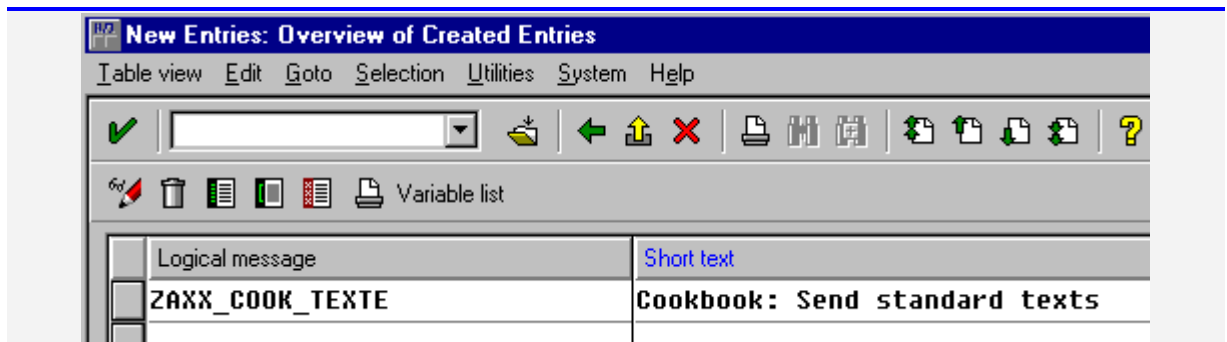 New Entries: Overview of Created Entries
Table view Edit Goto Selection Utilities System Help
Variable list
Logical message Short text
ZAXX_COOK_TEXTE Cookbook: Send standard texts